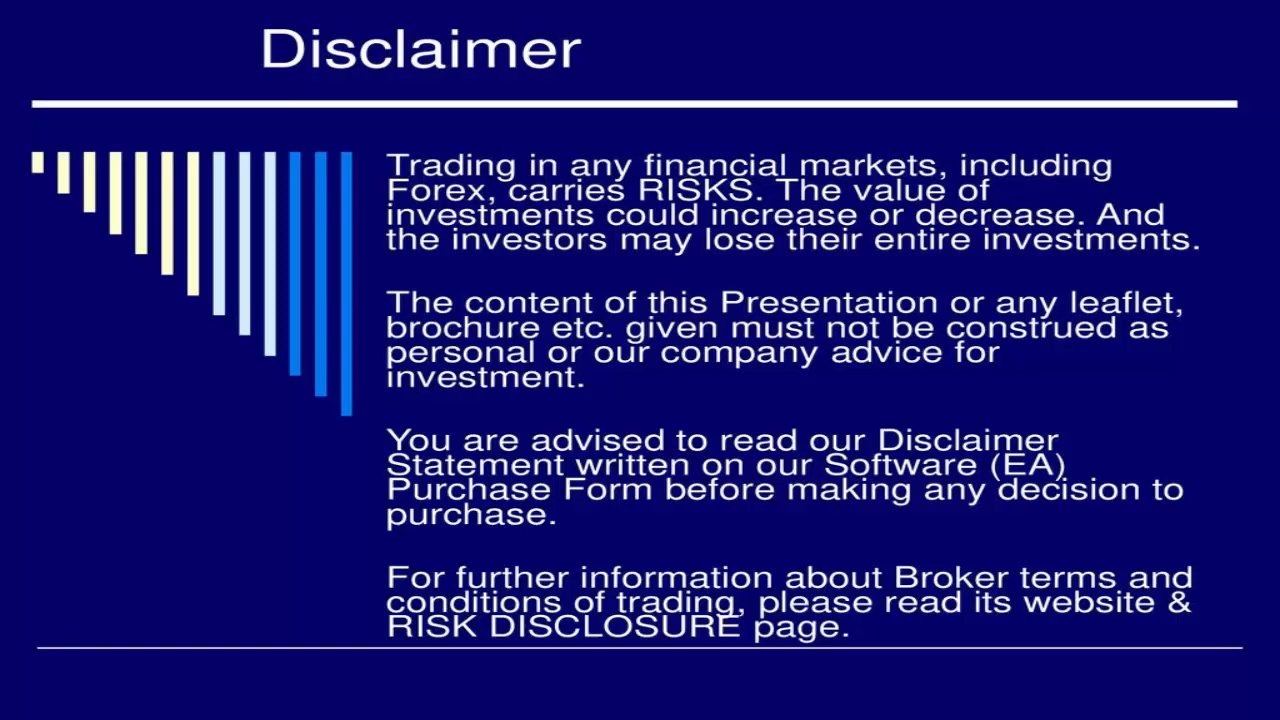 Disclaimer
Trading in any financial markets, including
Forex, carries RISKS. The value of
investments could increase or decrease. And
the investors may lose their entire investments.
The content of this Presentation or any leaflet,
brochure etc. given must not be construed as
personal or our company advice for
investment.
You are advised to read our Disclaimer
Statement written on our Software (EA)
Purchase Form before making any decision to
purchase.
For further information about Broker terms and
conditions of trading, please read its website &
RISK DISCLOSURE page.